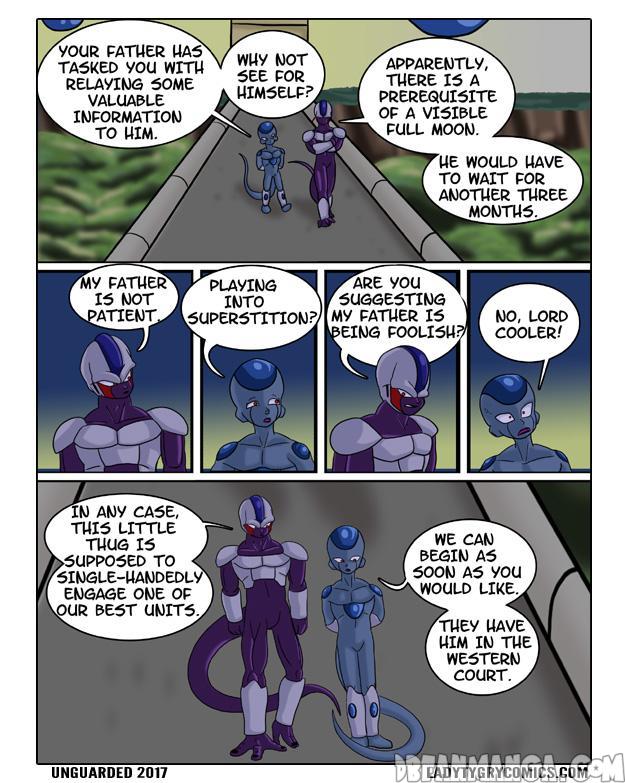 YOUR FATHER HAS
TASKED YOU WITH
RELAYING SOME
VALUABLE
INFORMATION
TO HIM.
WHY NOT
SEE FOR
HIMSELF?
APPARENTLY,
THERE IS A
PREREQUISITE
OF A VISIBLE
FULL MOON.
HE WOULD HAVE
TO WAIT FOR
ANOTHER THREE
MONTHS.
MY FATHER
IS NOT
PATIENT.
PLAYING
INTO
SUPERSTITION?
ARE YOU
SUGGESTING
MY FATHER IS
BEING FOOLISH?
NO, LORD
COOLER!
IN ANY CASE,
THIS LITTLE
THUG IS
SUPPOSED TO
SINGLE-HANDEDLY
ENGAGE ONE OF
OUR BEST UNITS.
WE CAN
BEGIN AS
SOON AS YOU
WOULD LIKE.
THEY HAVE
HIM IN THE
WESTERN
COURT.
UNGUARDED 2017
LADYTYGRYCOMICS.COM
DBFANMANGA.COM